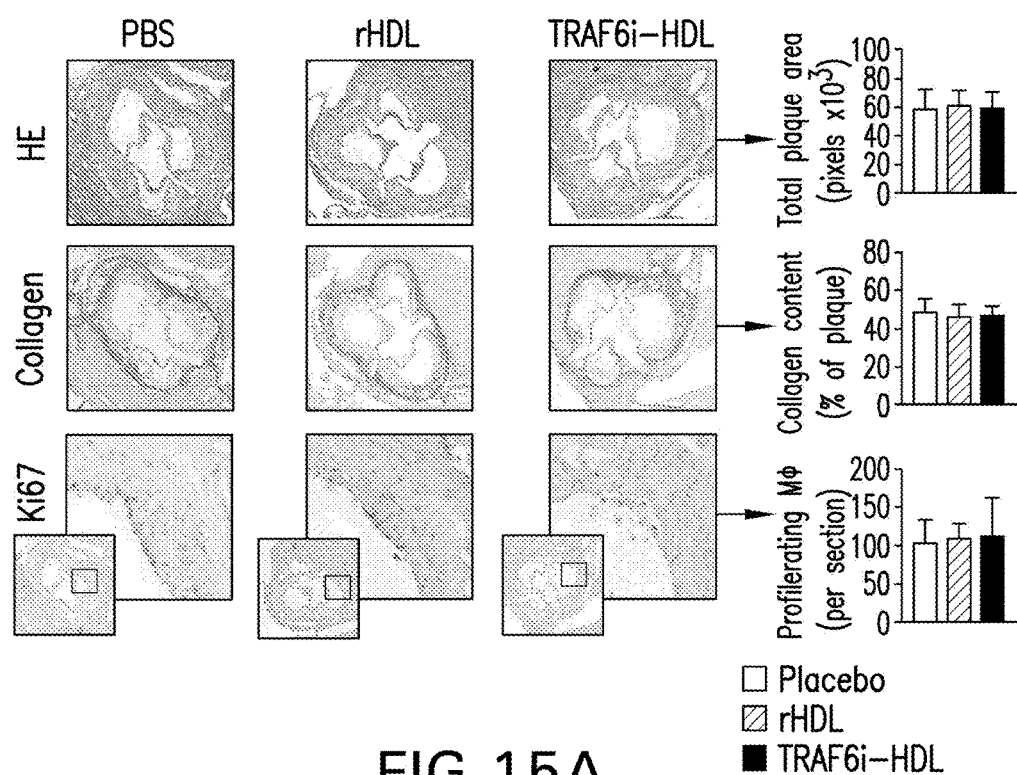 PBS
rHDL
TRAF6i-HDL
HE
Total plaque area
(pixels x10³)
100
80
60
40
20
0
Collagen
Collagen content
(% of plaque)
80
60
40
20
0
Ki67
Profilerating MΦ
(per section)
200
150
100
50
0
Placebo
rHDL
TRAF6i-HDL
FIG. 15A